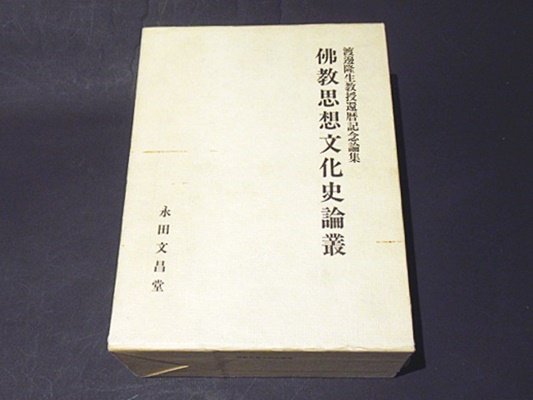 渡邊隆生教授還暦記念論集
佛教思想文化史論叢
永田文昌堂